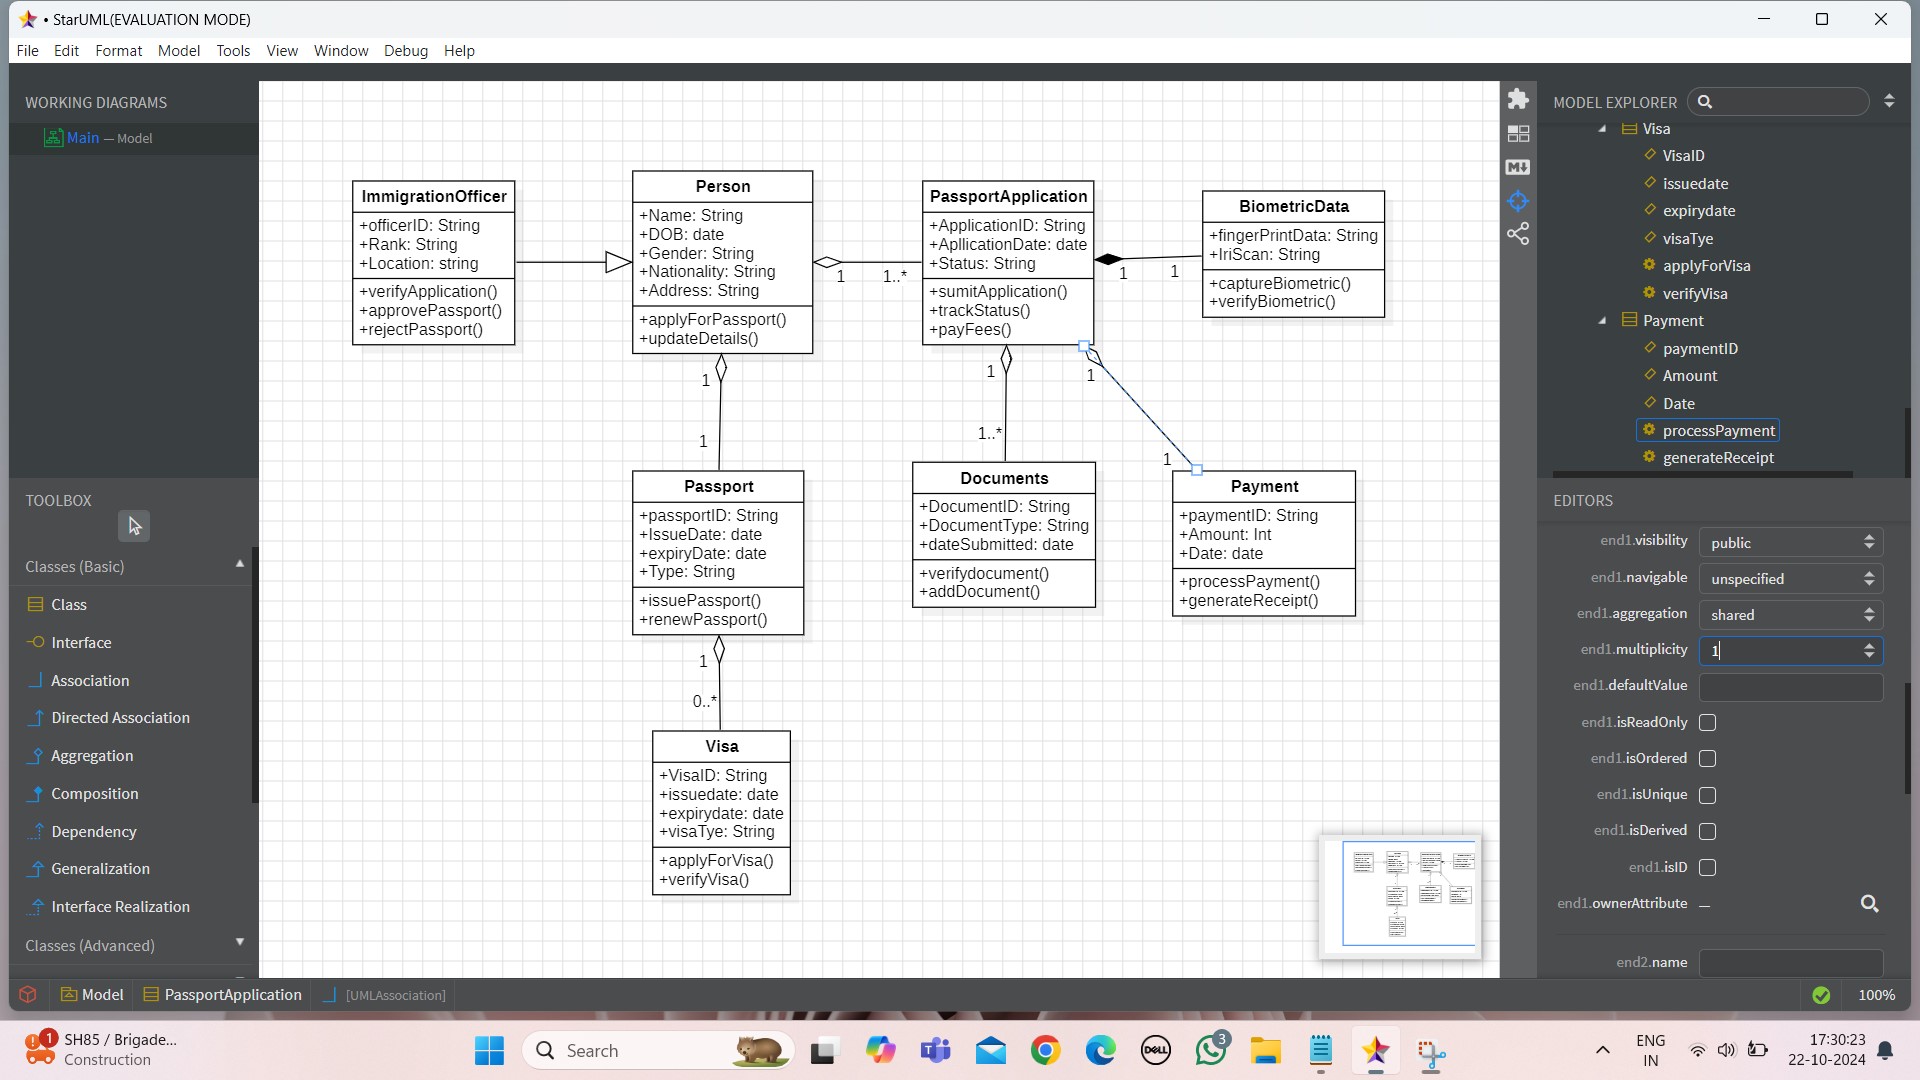 • StarUML(EVALUATION MODE)
File Edit Format Model Tools View Window Debug Help
WORKING DIAGRAMS
Main — Model
TOOLBOX
Classes (Basic)
Class
Interface
Association
Directed Association
Aggregation
Composition
Dependency
Generalization
Interface Realization
Classes (Advanced)
ImmigrationOfficer
+officerID: String
+Rank: String
+Location: string
+verifyApplication()
+approvePassport()
+rejectPassport()
Person
+Name: String
+DOB: date
+Gender: String
+Nationality: String
+Address: String
+applyForPassport()
+updateDetails()
1
1..*
PassportApplication
+ApplicationID: String
+ApllicationDate: date
+Status: String
+sumitApplication()
+trackStatus()
+payFees()
1
1
BiometricData
+fingerPrintData: String
+IriScan: String
+captureBiometric()
+verifyBiometric()
1
1
1
1..*
1
1
Passport
+passportID: String
+IssueDate: date
+expiryDate: date
+Type: String
+issuePassport()
+renewPassport()
Documents
+DocumentID: String
+DocumentType: String
+dateSubmitted: date
+verifydocument()
+addDocument()
Payment
+paymentID: String
+Amount: Int
+Date: date
+processPayment()
+generateReceipt()
1
0..*
Visa
+VisaID: String
+issuedate: date
+expirydate: date
+visaTye: String
+applyForVisa()
+verifyVisa()
MODEL EXPLORER
Visa
VisaID
issuedate
expirydate
visaTye
applyForVisa
verifyVisa
Payment
paymentID
Amount
Date
processPayment
generateReceipt
EDITORS
end1.visibility public
end1.navigable unspecified
end1.aggregation shared
end1.multiplicity 1
end1.defaultValue
end1.isReadOnly
end1.isOrdered
end1.isUnique
end1.isDerived
end1.isID
end1.ownerAttribute —
end2.name
Model PassportApplication [UMLAssociation]
100%
1
SH85 / Brigade...
Construction
Search
DELL
3
ENG
IN
17:30:23
22-10-2024